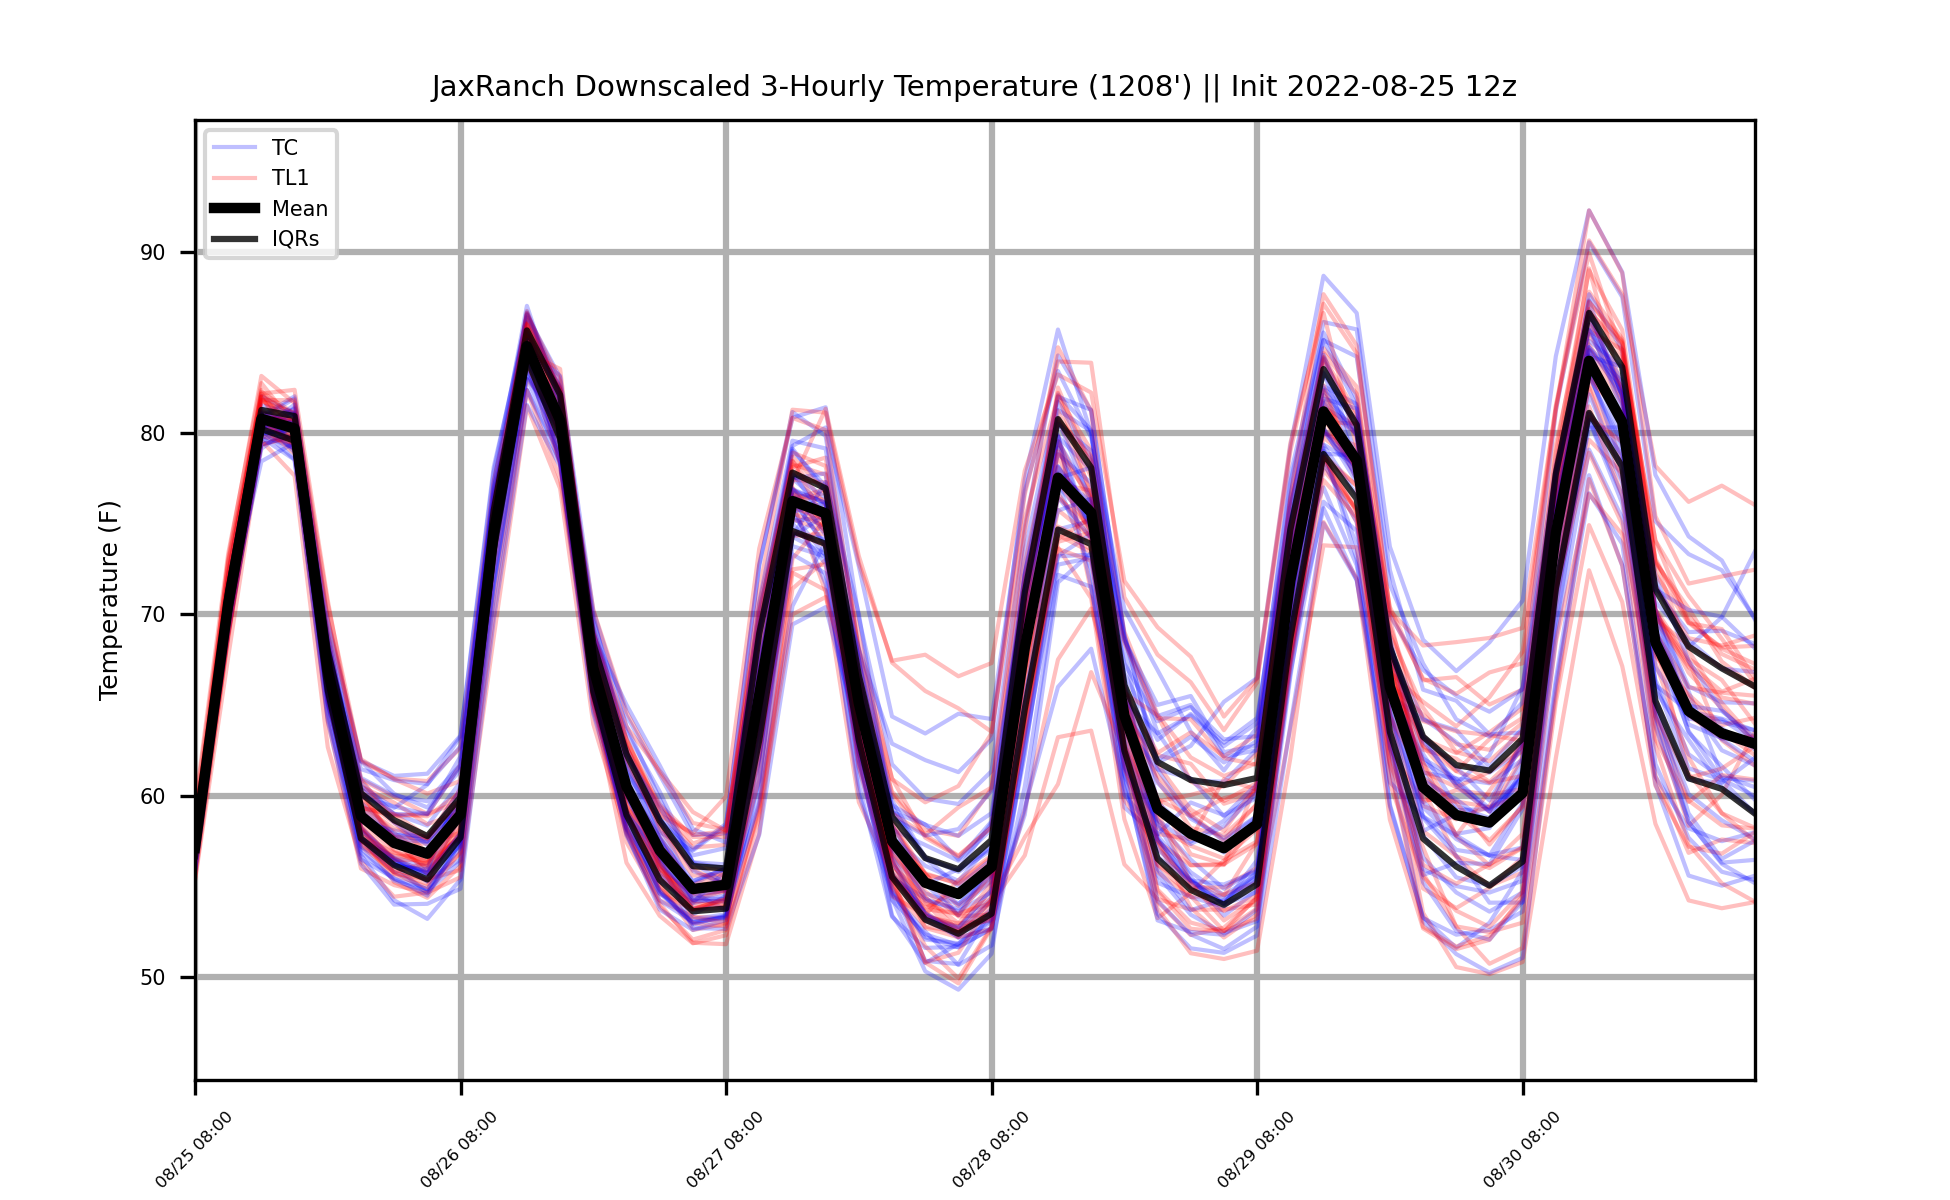 JaxRanch Downscaled 3-Hourly Temperature (1208') || Init 2022-08-25 12z
TC
TL1
Mean
IQRs
Temperature (F)
90
80
70
60
50
08/25 08:00
08/26 08:00
08/27 08:00
08/28 08:00
08/29 08:00
08/30 08:00